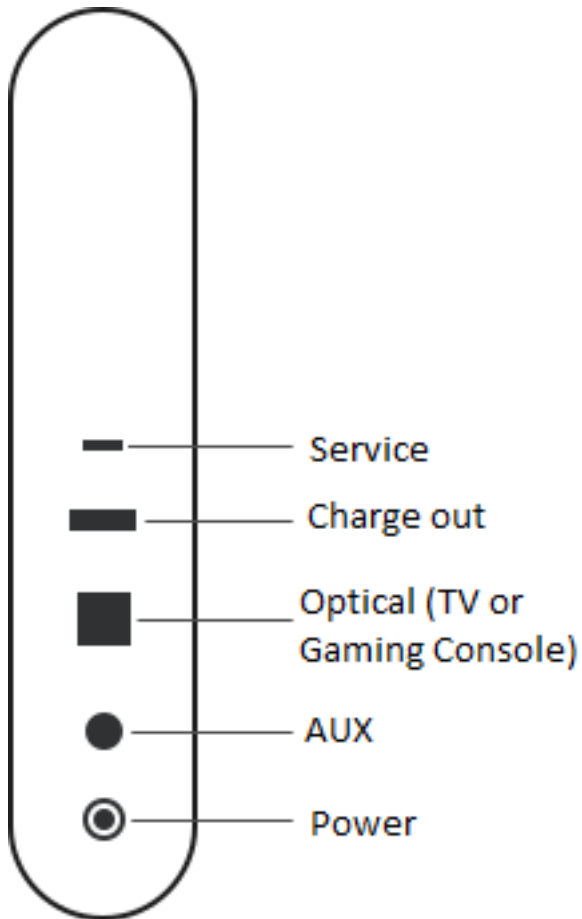 Service
Charge out
Optical (TV or
Gaming Console)
AUX
Power